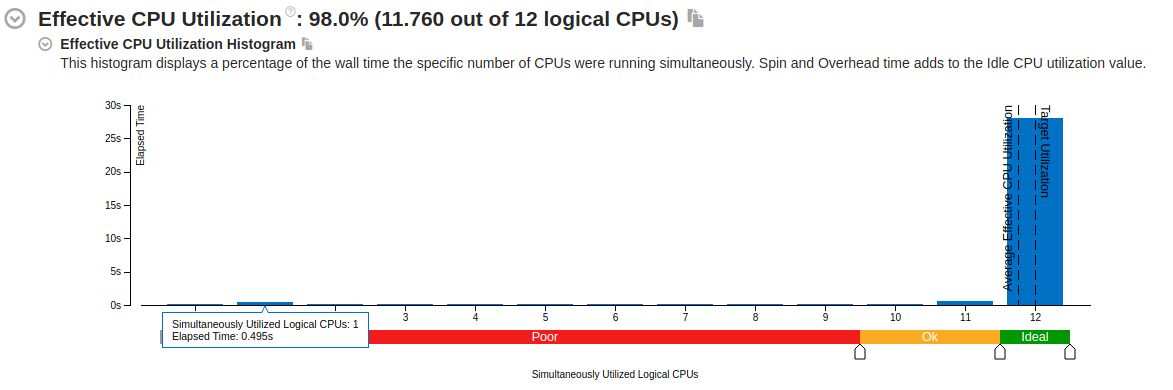 Effective CPU Utilization ?: 98.0% (11.760 out of 12 logical CPUs)
Effective CPU Utilization Histogram
This histogram displays a percentage of the wall time the specific number of CPUs were running simultaneously. Spin and Overhead time adds to the Idle CPU utilization value.
30s
25s
20s
15s
10s
5s
0s
Elapsed Time
Average Effective CPU Utilization
Target Utilization
2 3 4 5 6 7 8 9 10 11 12
Simultaneously Utilized Logical CPUs: 1
Elapsed Time: 0.495s
Poor Ok Ideal
Simultaneously Utilized Logical CPUs